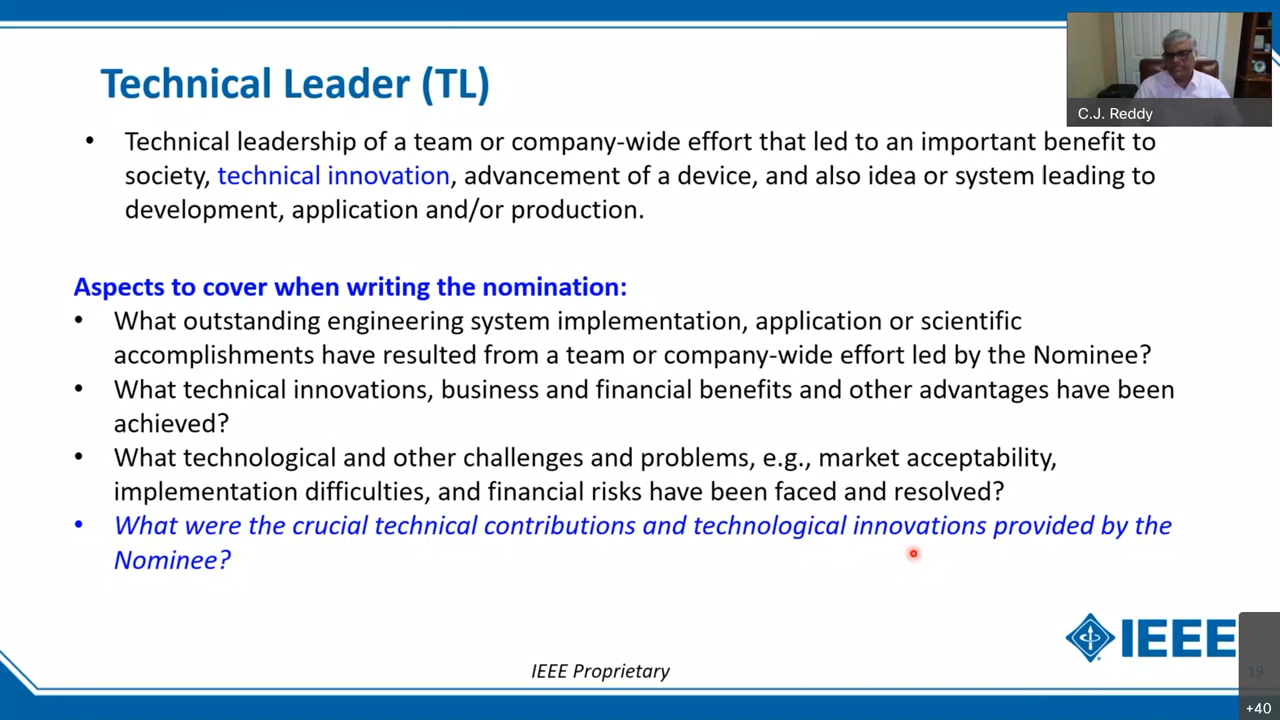 Technical Leader (TL)
C.J. Reddy
• Technical leadership of a team or company-wide effort that led to an important benefit to
society, technical innovation, advancement of a device, and also idea or system leading to
development, application and/or production.
Aspects to cover when writing the nomination:
• What outstanding engineering system implementation, application or scientific
accomplishments have resulted from a team or company-wide effort led by the Nominee?
• What technical innovations, business and financial benefits and other advantages have been
achieved?
• What technological and other challenges and problems, e.g., market acceptability,
implementation difficulties, and financial risks have been faced and resolved?
• What were the crucial technical contributions and technological innovations provided by the
Nominee?
IEEE
IEEE Proprietary
19
+40